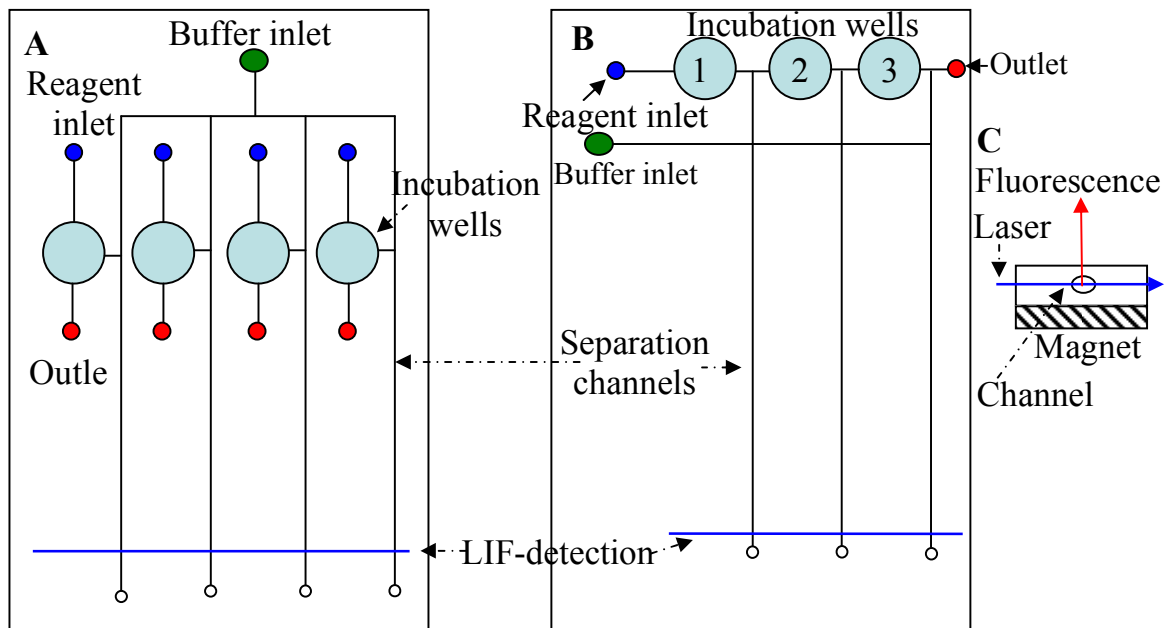 A
Buffer inlet
Reagent
inlet
Incubation
wells
Outle
Separation
channels
LIF-detection
B
Incubation wells
1
2
3
Outlet
Reagent inlet
Buffer inlet
C
Fluorescence
Laser
Magnet
Channel